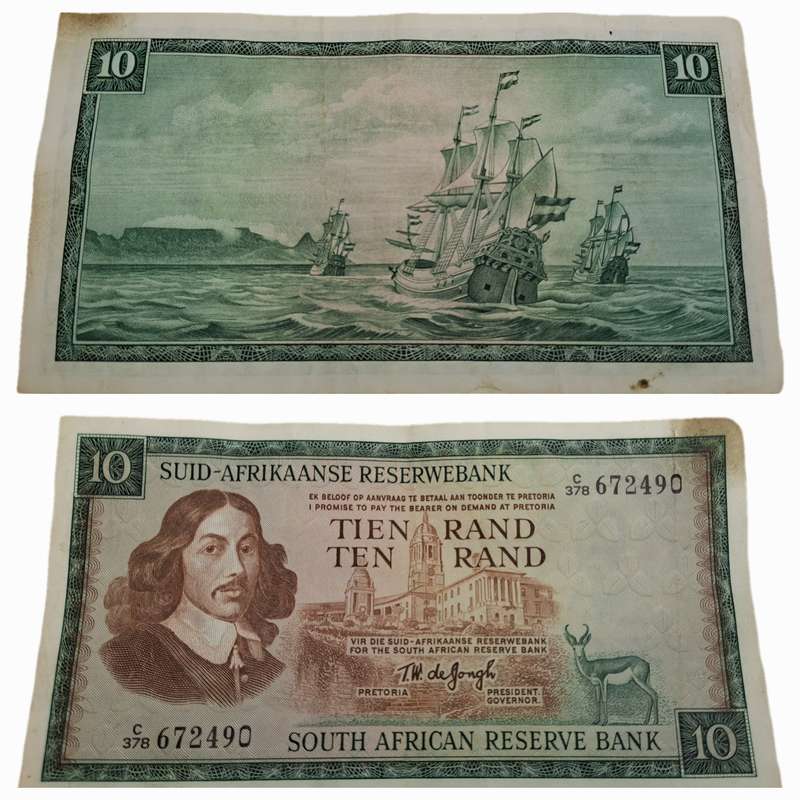 10 10
10
SUID-AFRIKAANSE RESERWEBANK
C/378 672490
EK BELOOF OP AANVRAAG TE BETAAL AAN TOONDER TE PRETORIA
I PROMISE TO PAY THE BEARER ON DEMAND AT PRETORIA
TIEN RAND
TEN RAND
VIR DIE SUID-AFRIKAANSE RESERWEBANK
FOR THE SOUTH AFRICAN RESERVE BANK
T.W. de Jongh
PRETORIA PRESIDENT.
GOVERNOR.
C/378 672490
SOUTH AFRICAN RESERVE BANK
10